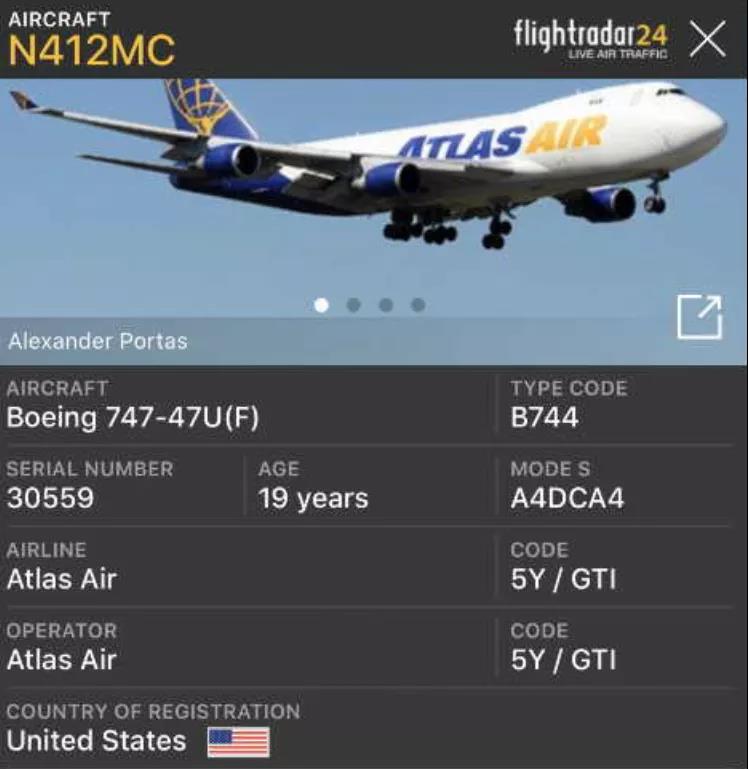 AIRCRAFT
N412MC
flightradar24
LIVE AIR TRAFFIC
ATLAS AIR
Alexander Portas
AIRCRAFT
Boeing 747-47U(F)
TYPE CODE
B744
SERIAL NUMBER
30559
AGE
19 years
MODE S
A4DCA4
AIRLINE
Atlas Air
CODE
5Y / GTI
OPERATOR
Atlas Air
CODE
5Y / GTI
COUNTRY OF REGISTRATION
United States